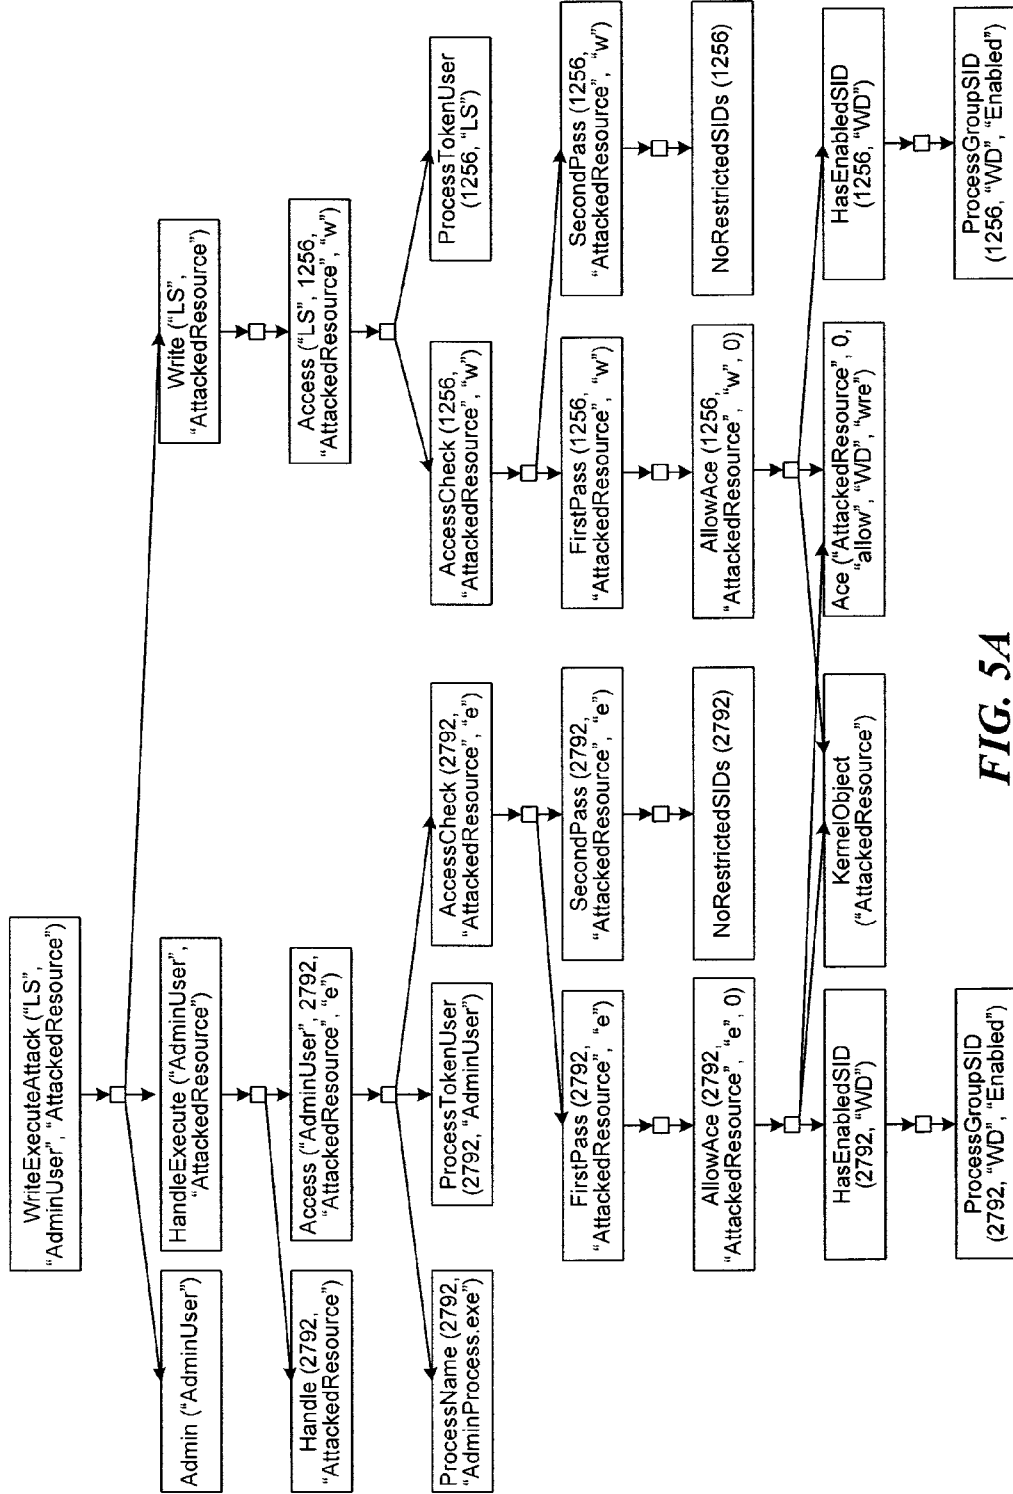 WriteExecuteAttack (“LS”,
“AdminUser”, “AttackedResource”)
Admin (“AdminUser”)
HandleExecute (“AdminUser”,
“AttackedResource”)
Write (“LS”,
“AttackedResource”)
Handle (2792,
“AttackedResource”)
Access (“AdminUser”, 2792,
“AttackedResource”, “e”)
Access (“LS”, 1256,
“AttackedResource”, “w”)
ProcessName (2792,
“AdminProcess.exe”)
ProcessTokenUser
(2792, “AdminUser”)
AccessCheck (2792,
“AttackedResource”, “e”)
AccessCheck (1256,
“AttackedResource”, “w”)
ProcessTokenUser
(1256, “LS”)
FirstPass (2792,
“AttackedResource”, “e”)
SecondPass (2792,
“AttackedResource”, “e”)
FirstPass (1256,
“AttackedResource”, “w”)
SecondPass (1256,
“AttackedResource”, “w”)
AllowAce (2792,
“AttackedResource”, “e”, 0)
NoRestrictedSIDs (2792)
AllowAce (1256,
“AttackedResource”, “w”, 0)
NoRestrictedSIDs (1256)
HasEnabledSID
(2792, “WD”)
KernelObject
(“AttackedResource”)
Ace (“AttackedResource”, 0,
“allow”, “WD”, “wre”)
HasEnabledSID
(1256, “WD”)
ProcessGroupSID
(2792, “WD”, “Enabled”)
ProcessGroupSID
(1256, “WD”, “Enabled”)
FIG. 5A